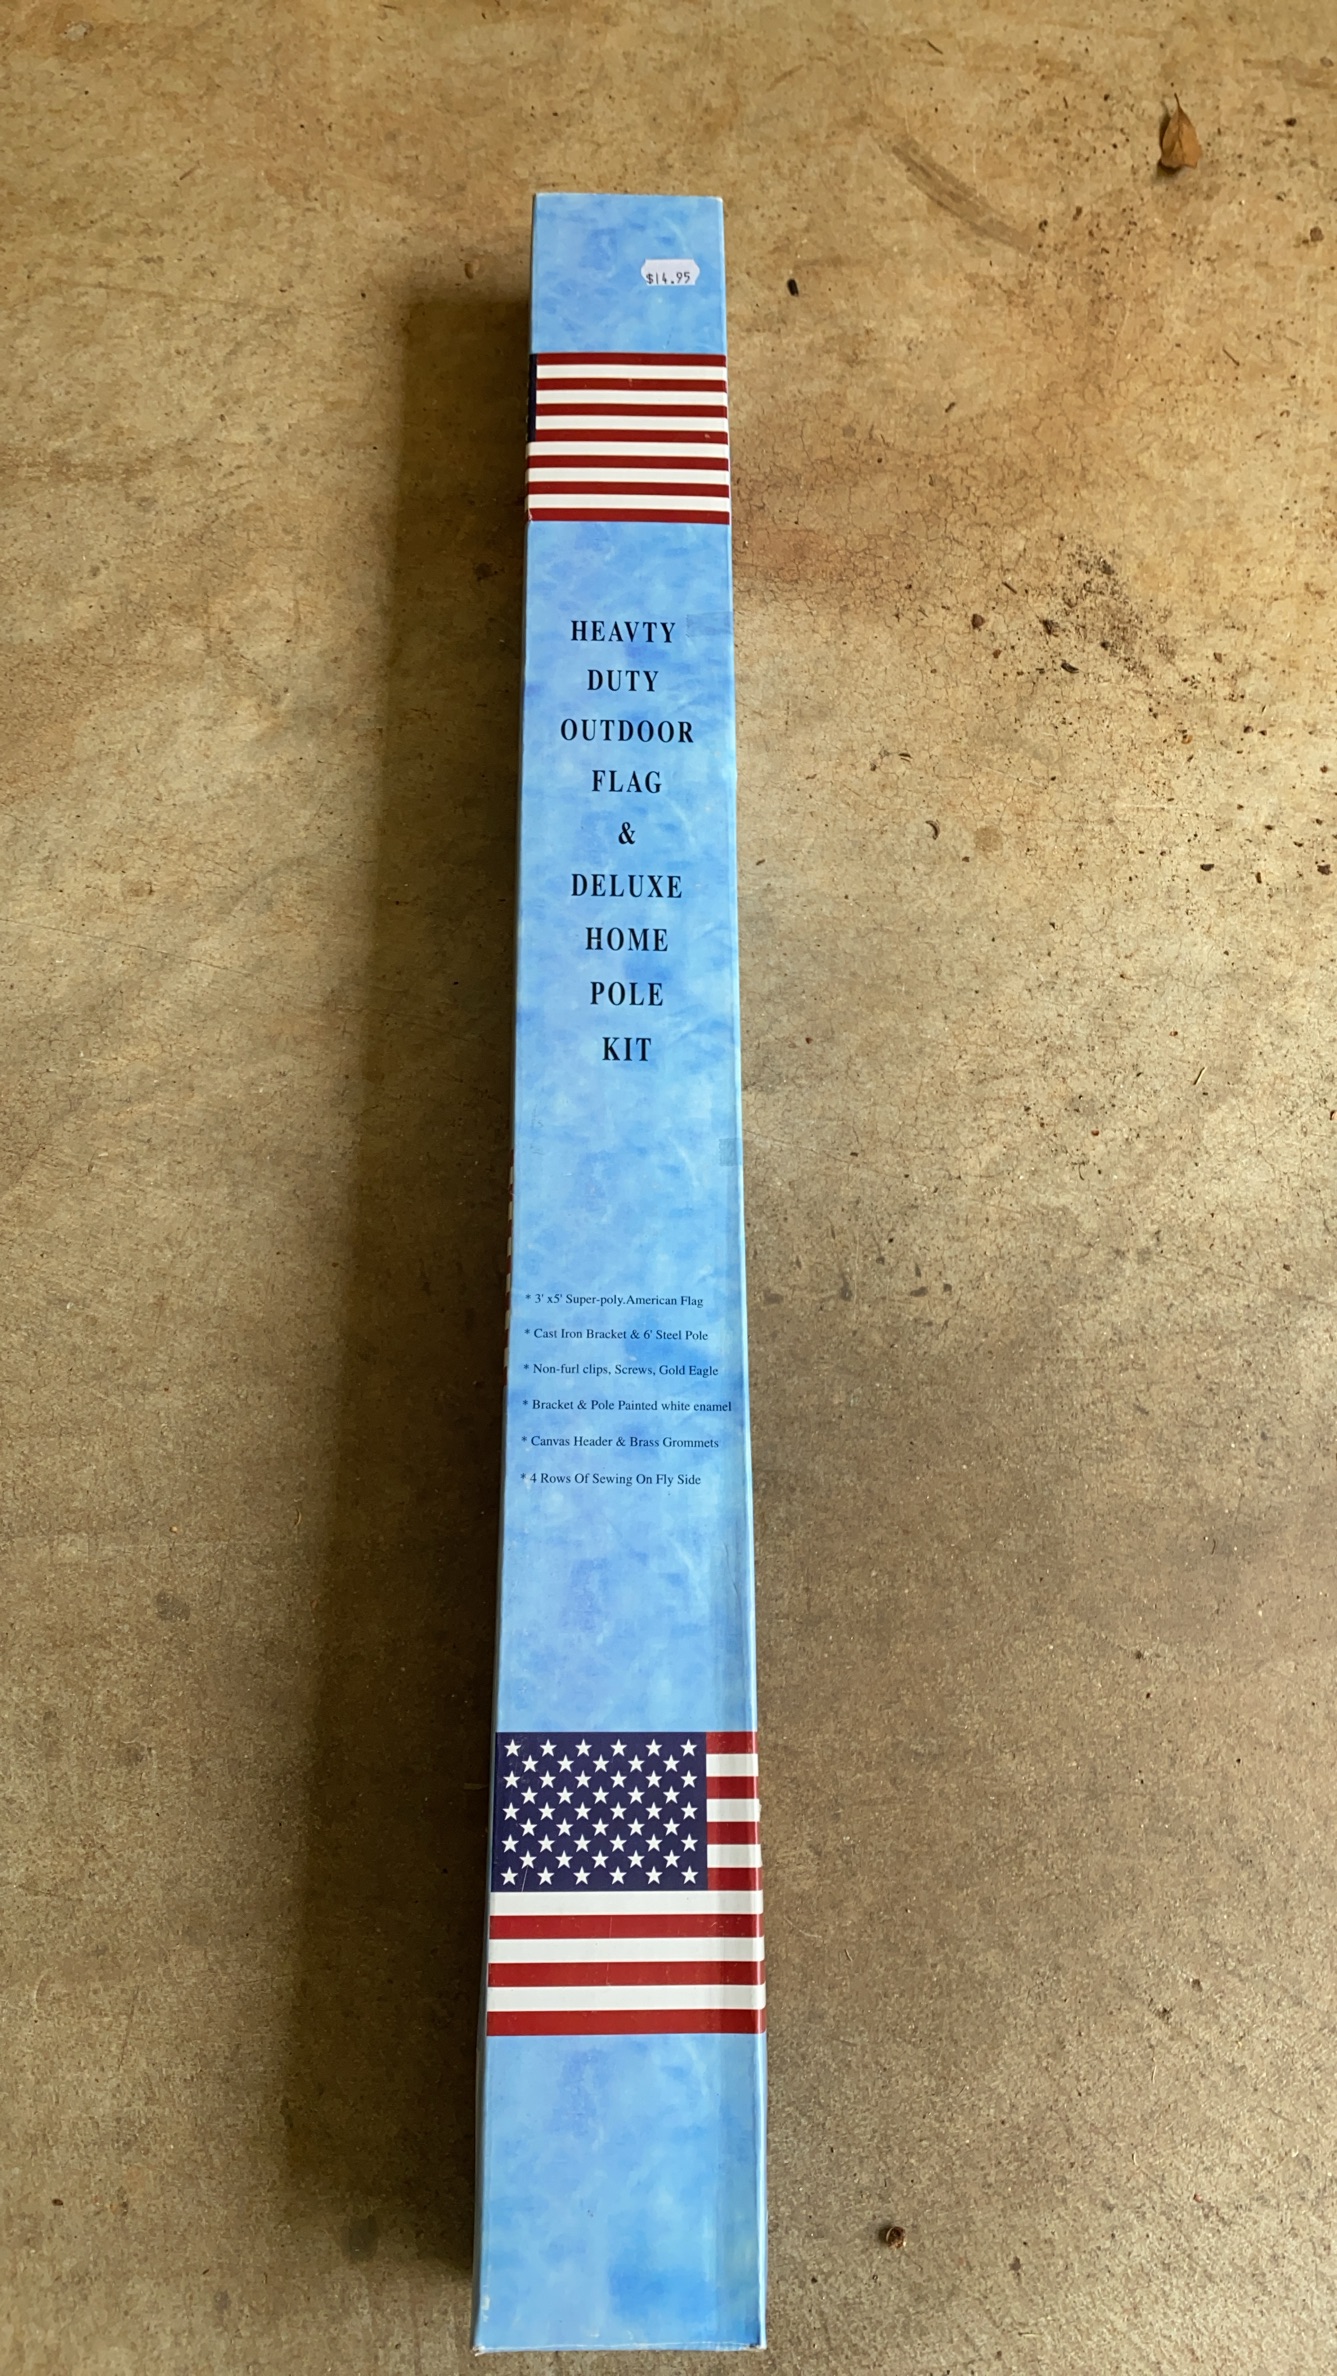 $14.95
HEAVTY
DUTY
OUTDOOR
FLAG
&
DELUXE
HOME
POLE
KIT
* 3' x5' Super-poly.American Flag
* Cast Iron Bracket & 6' Steel Pole
* Non-furl clips, Screws, Gold Eagle
* Bracket & Pole Painted white enamel
* Canvas Header & Brass Grommets
* 4 Rows Of Sewing On Fly Side